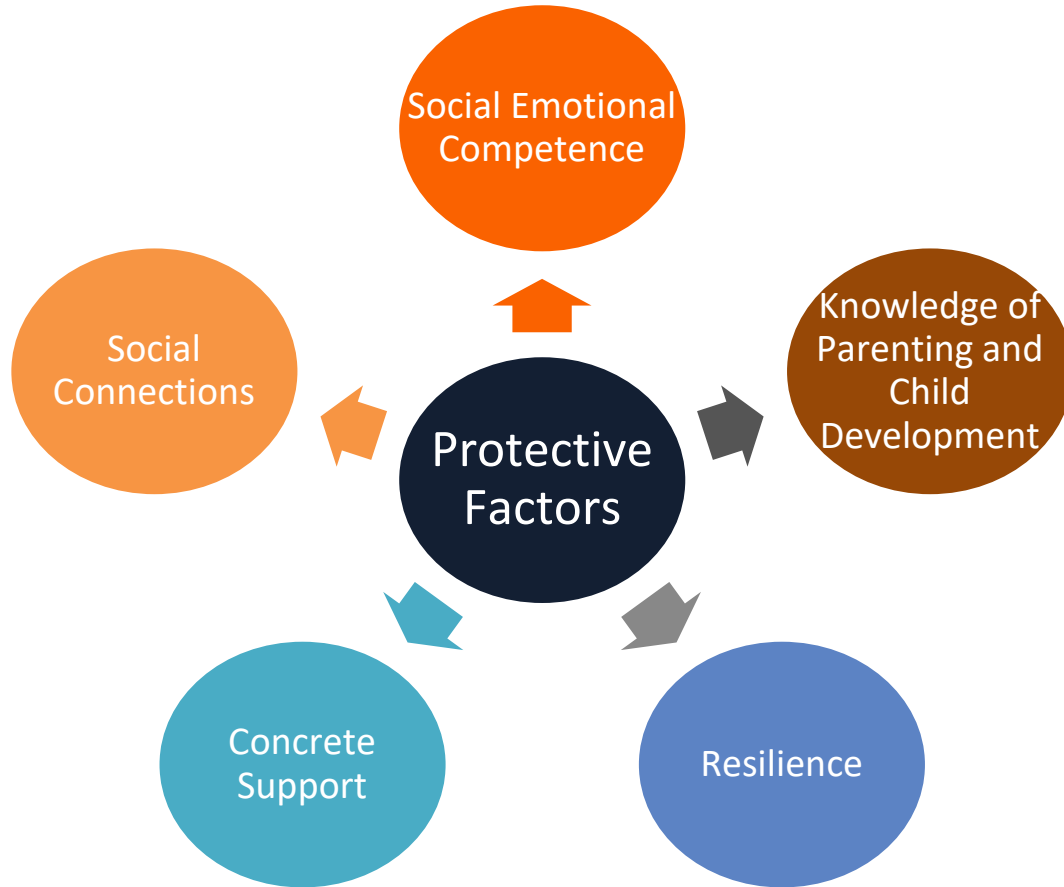 Social Emotional
Competence
Social
Connections
Knowledge of
Parenting and
Child
Development
Protective
Factors
Concrete
Support
Resilience